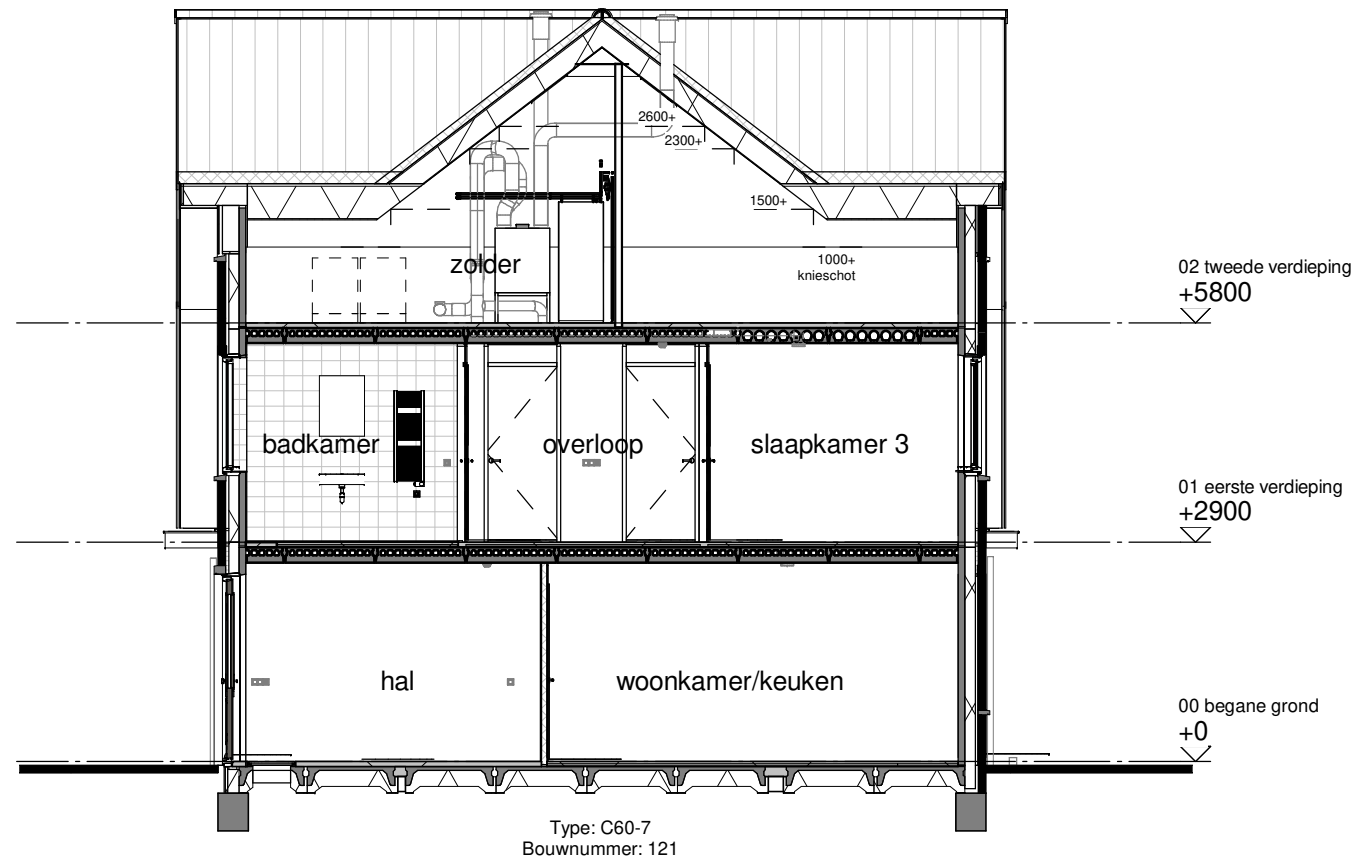 2600+
2300+
1500+
1000+
knieschot
zolder
02 tweede verdieping
+5800
badkamer
overloop
slaapkamer 3
01 eerste verdieping
+2900
hal
woonkamer/keuken
00 begane grond
+0
Type: C60-7
Bouwnummer: 121